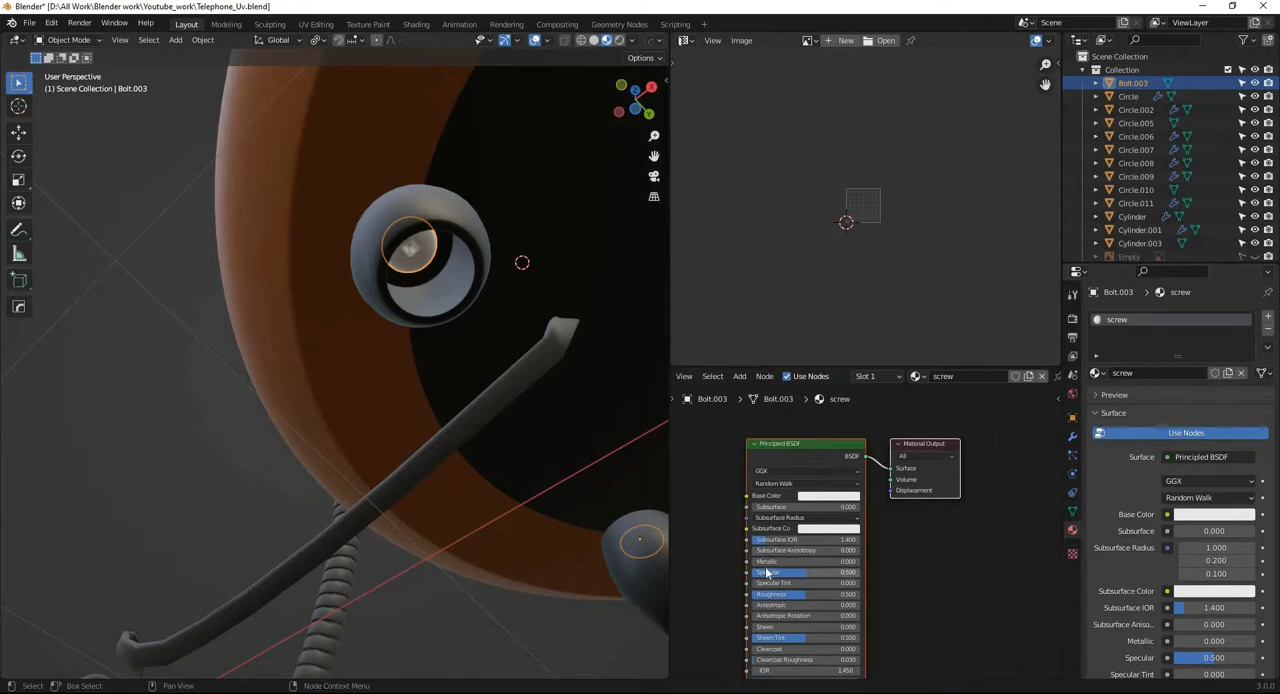 Blender* [D:\All Work\Blender work\Youtube_work\Telephone_Uv.blend]
File Edit Render Window Help Layout Modeling Sculpting UV Editing Texture Paint Shading Animation Rendering Compositing Geometry Nodes Scripting Scene ViewLayer
Object Mode View Select Add Object Global
Options
User Perspective
(1) Scene Collection | Bolt.003
View Image New Open
Scene Collection
Collection
Bolt.003
Circle
Circle.002
Circle.005
Circle.006
Circle.007
Circle.008
Circle.009
Circle.010
Circle.011
Cylinder
Cylinder.001
Cylinder.003
Empty
View Select Add Node Use Nodes Slot 1 screw
Bolt.003 > Bolt.003 > screw
Principled BSDF
BSDF
GGX
Random Walk
Base Color
Subsurface 0.000
Subsurface Radius
Subsurface Co
Subsurface IOR 1.400
Subsurface Anisotropy 0.000
Metallic 0.000
Specular 0.500
Specular Tint 0.000
Roughness 0.500
Anisotropic 0.000
Anisotropic Rotation 0.000
Sheen 0.000
Sheen Tint 0.500
Clearcoat 0.000
Clearcoat Roughness 0.030
IOR 1.450
Material Output
All
Surface
Volume
Displacement
Bolt.003 > screw
screw
screw
Preview
Surface
Use Nodes
Surface Principled BSDF
GGX
Random Walk
Base Color
Subsurface 0.000
Subsurface Radius 1.000
0.200
0.100
Subsurface Color
Subsurface IOR 1.400
Subsurface Aniso... 0.000
Metallic 0.000
Specular 0.500
Specular Tint 0.000
Select Box Select Pan View Node Context Menu 3.0.0